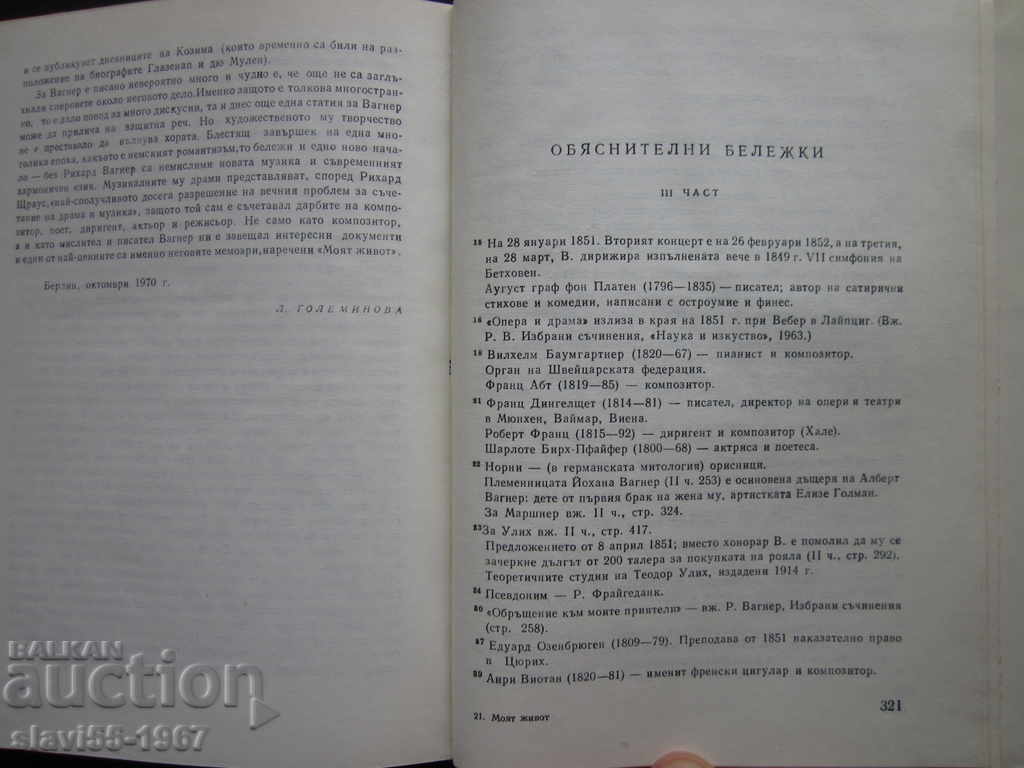 и се публикуват дневниците на Козима (които временно са били на раз-
положение на биографите Глазенап и дю Мулен).
За Вагнер е писано невероятно много и чудно е, че още не са заглъ-
хнали споровете около неговото дело. Именно защото е толкова многостран-
но, то е дало повод за много дискусии, та и днес още една статия за Вагнер
може да прилича на защитна реч. Но художественото му творчество
не е преставало да вълнува хората. Блестящ завършек на една мно-
голика епоха, какъвто е немският романтизъм, то бележи и едно ново нача-
ло — без Рихард Вагнер са немислими новата музика и съвременният
хармоничен език. Музикалните му драми представляват, според Рихард
Щраус, «най-сполучливото досега разрешение на вечния проблем за съче-
тание на драма и музика», защото той сам е съчетавал дарбите на компо-
зитор, поет, диригент, актьор и режисьор. Не само като композитор,
а и като мислител и писател Вагнер ни е завещал интересни документи
и едни от най-ценните са именно неговите мемоари, наречени «Моят живот».
Берлин, октомври 1970 г.
Л. ГОЛЕМИНОВА
ОБЯСНИТЕЛНИ БЕЛЕЖКИ
III ЧАСТ
15 На 28 януари 1851. Вторият концерт е на 26 февруари 1852, а на третия,
на 28 март, В. дирижира изпълнената вече в 1849 г. VII симфония на
Бетховен.
Аугуст граф фон Платен (1796—1835) — писател; автор на сатирични
стихове и комедии, написани с остроумие и финес.
16 «Опера и драма» излиза в края на 1851 г. при Вебер в Лайпциг. (Вж.
Р. В. Избрани съчинения, «Наука и изкуство», 1963.)
18 Вилхелм Баумгартнер (1820—67) — пианист и композитор.
Орган на Швейцарската федерация.
Франц Абт (1819—85) — композитор.
21 Франц Дингелщет (1814—81) — писател, директор на опери и театри
в Мюнхен, Ваймар, Виена.
Роберт Франц (1815—92) — диригент и композитор (Хале).
Шарлоте Бирх-Пфайфер (1800—68) — актриса и поетеса.
22 Норни — (в германската митология) орисници.
Племенницата Йохана Вагнер (II ч. 253) е осиновена дъщеря на Алберт
Вагнер: дете от първия брак на жена му, артистката Елизе Голман.
За Маршнер вж. II ч., стр. 324.
23 За Улих вж. II ч., стр. 417.
Предложението от 8 април 1851; вместо хонорар В. е помолил да му се
зачеркне дългът от 200 талера за покупката на рояла (II ч., стр. 292).
Теоретичните студии на Теодор Улих, издадени 1914 г.
24 Псевдоним — Р. Фрайгеданк.
30 «Обръщение към моите приятели» — вж. Р. Вагнер, Избрани съчинения
(стр. 258).
37 Едуард Озенбрюген (1809—79). Преподава от 1851 наказателно право
в Цюрих.
39 Анри Виотан (1820—81) — именит френски цигулар и композитор.
21. Моят живот
321
BALKAN
auction
slavi55-1967